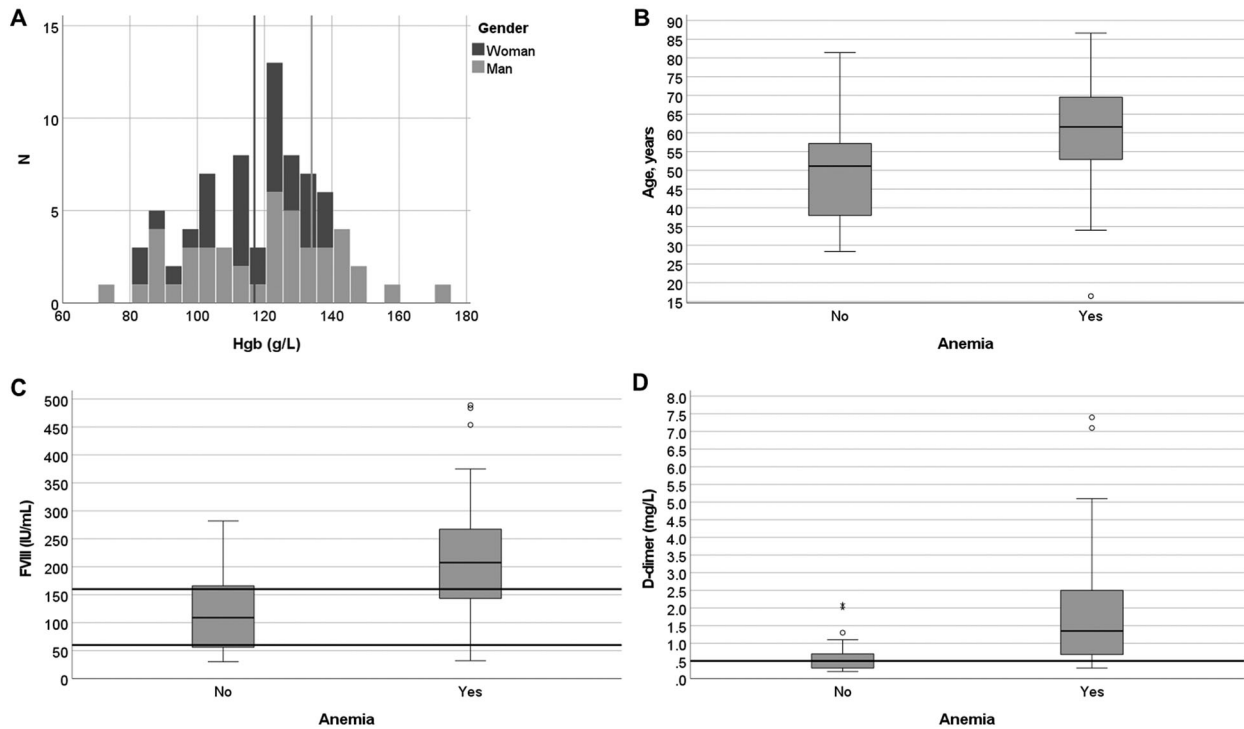 A
15
10
5
0
N
60
80
100
120
140
160
180
Hgb (g/L)
Gender
Woman
Man
B
90
85
80
75
70
65
60
55
50
45
40
35
30
25
20
15
Age, years
No
Yes
Anemia
C
500
450
400
350
300
250
200
150
100
50
0
FVIII (IU/mL)
No
Yes
Anemia
D
8.0
7.5
7.0
6.5
6.0
5.5
5.0
4.5
4.0
3.5
3.0
2.5
2.0
1.5
1.0
.5
.0
D-dimer (mg/L)
No
Yes
Anemia